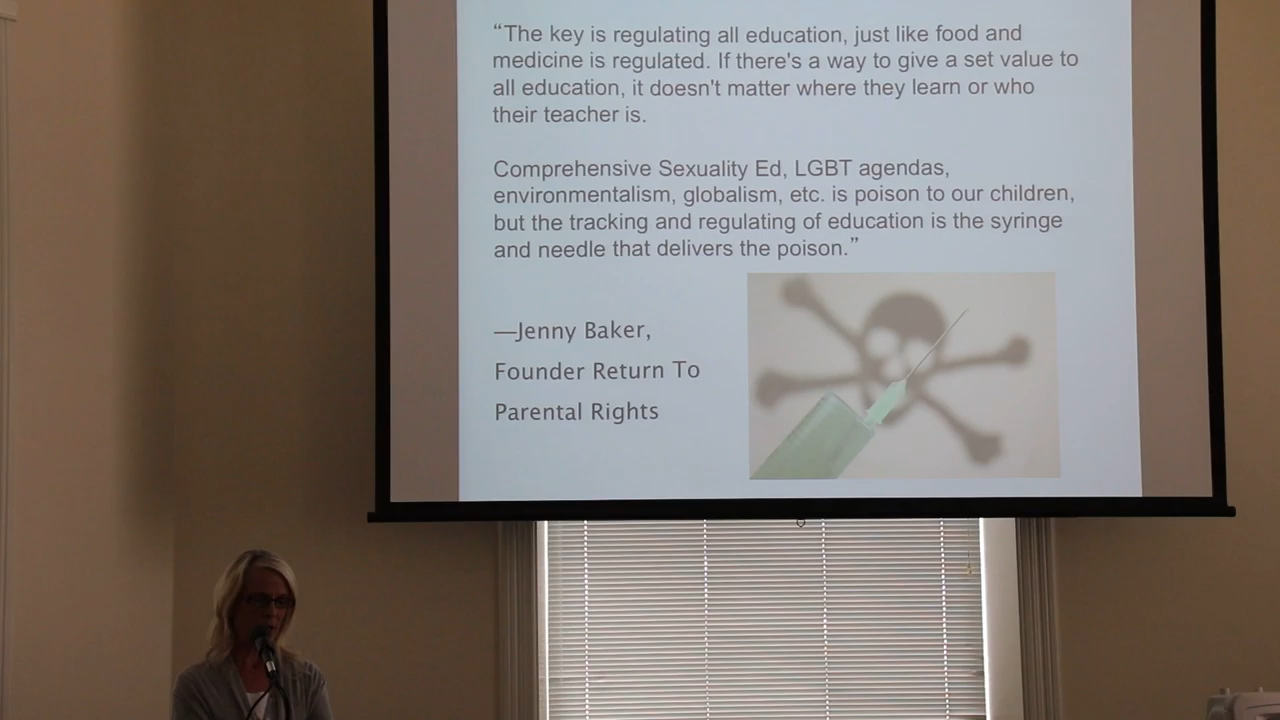 “The key is regulating all education, just like food and
medicine is regulated. If there's a way to give a set value to
all education, it doesn't matter where they learn or who
their teacher is.
Comprehensive Sexuality Ed, LGBT agendas,
environmentalism, globalism, etc. is poison to our children,
but the tracking and regulating of education is the syringe
and needle that delivers the poison.”
—Jenny Baker,
Founder Return To
Parental Rights